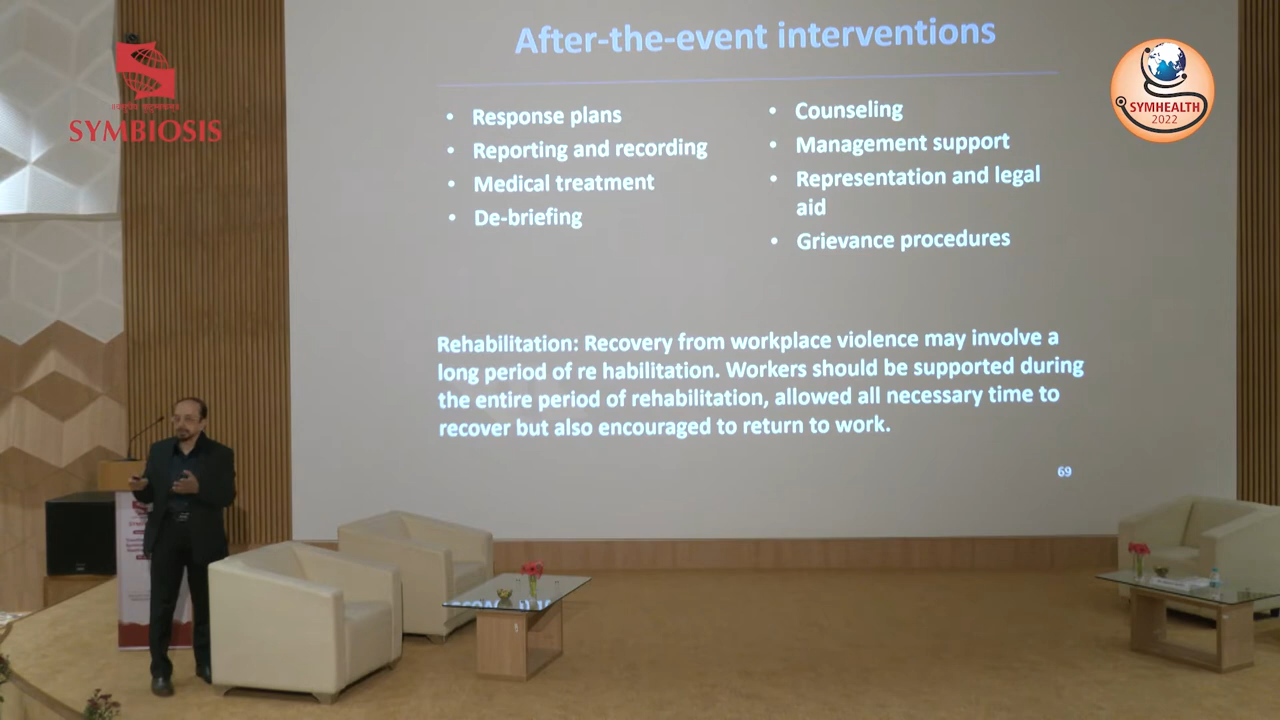 After-the-event interventions
• Response plans
• Reporting and recording
• Medical treatment
• De-briefing
• Counseling
• Management support
• Representation and legal
aid
• Grievance procedures
Rehabilitation: Recovery from workplace violence may involve a
long period of re habilitation. Workers should be supported during
the entire period of rehabilitation, allowed all necessary time to
recover but also encouraged to return to work.
69
SYMBIOSIS
SYMHEALTH
2022